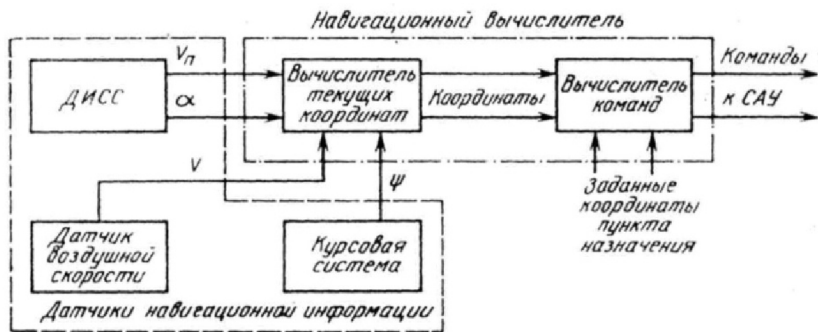 Навигационный вычислитель
Vп
α
ДИСС
Вычислитель
текущих
координат
Координаты
Вычислитель
команд
Команды
к САУ
V
ψ
Заданные
координаты
пункта
назначения
Датчик
воздушной
скорости
Курсовая
система
Датчики навигационной информации